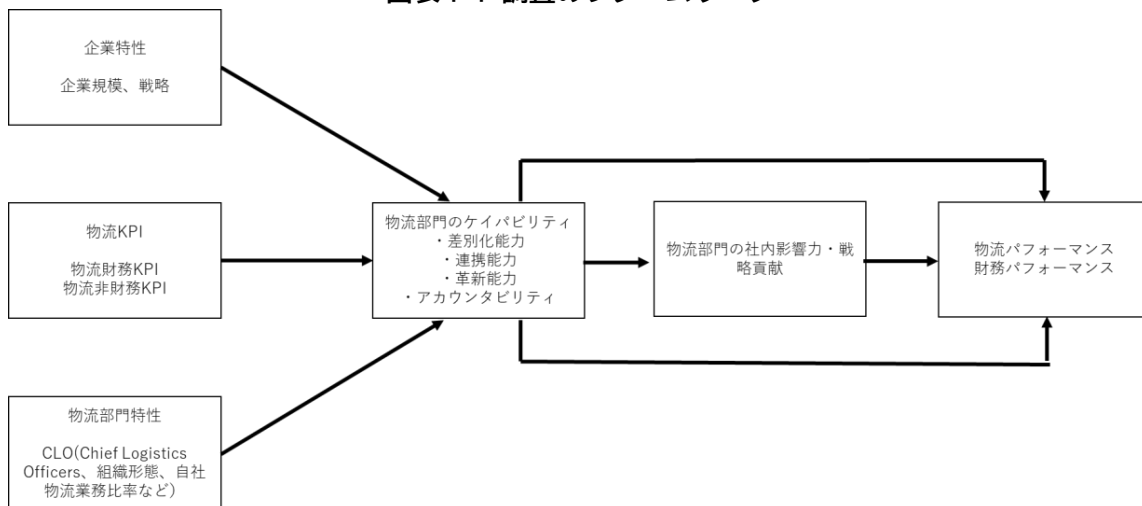 企業特性
企業規模、戦略
物流KPI
物流財務KPI
物流非財務KPI
物流部門特性
CLO(Chief Logistics
Officers、組織形態、自社
物流業務比率など)
物流部門のケイパビリティ
・差別化能力
・連携能力
・革新能力
・アカウンタビリティ
物流部門の社内影響力・戦
略貢献
物流パフォーマンス
財務パフォーマンス